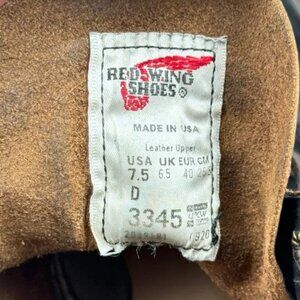 RED WING
SHOES®
MADE IN USA
Leather Upper
USA UK EUR CM
7.5 6.5 40
D
3345